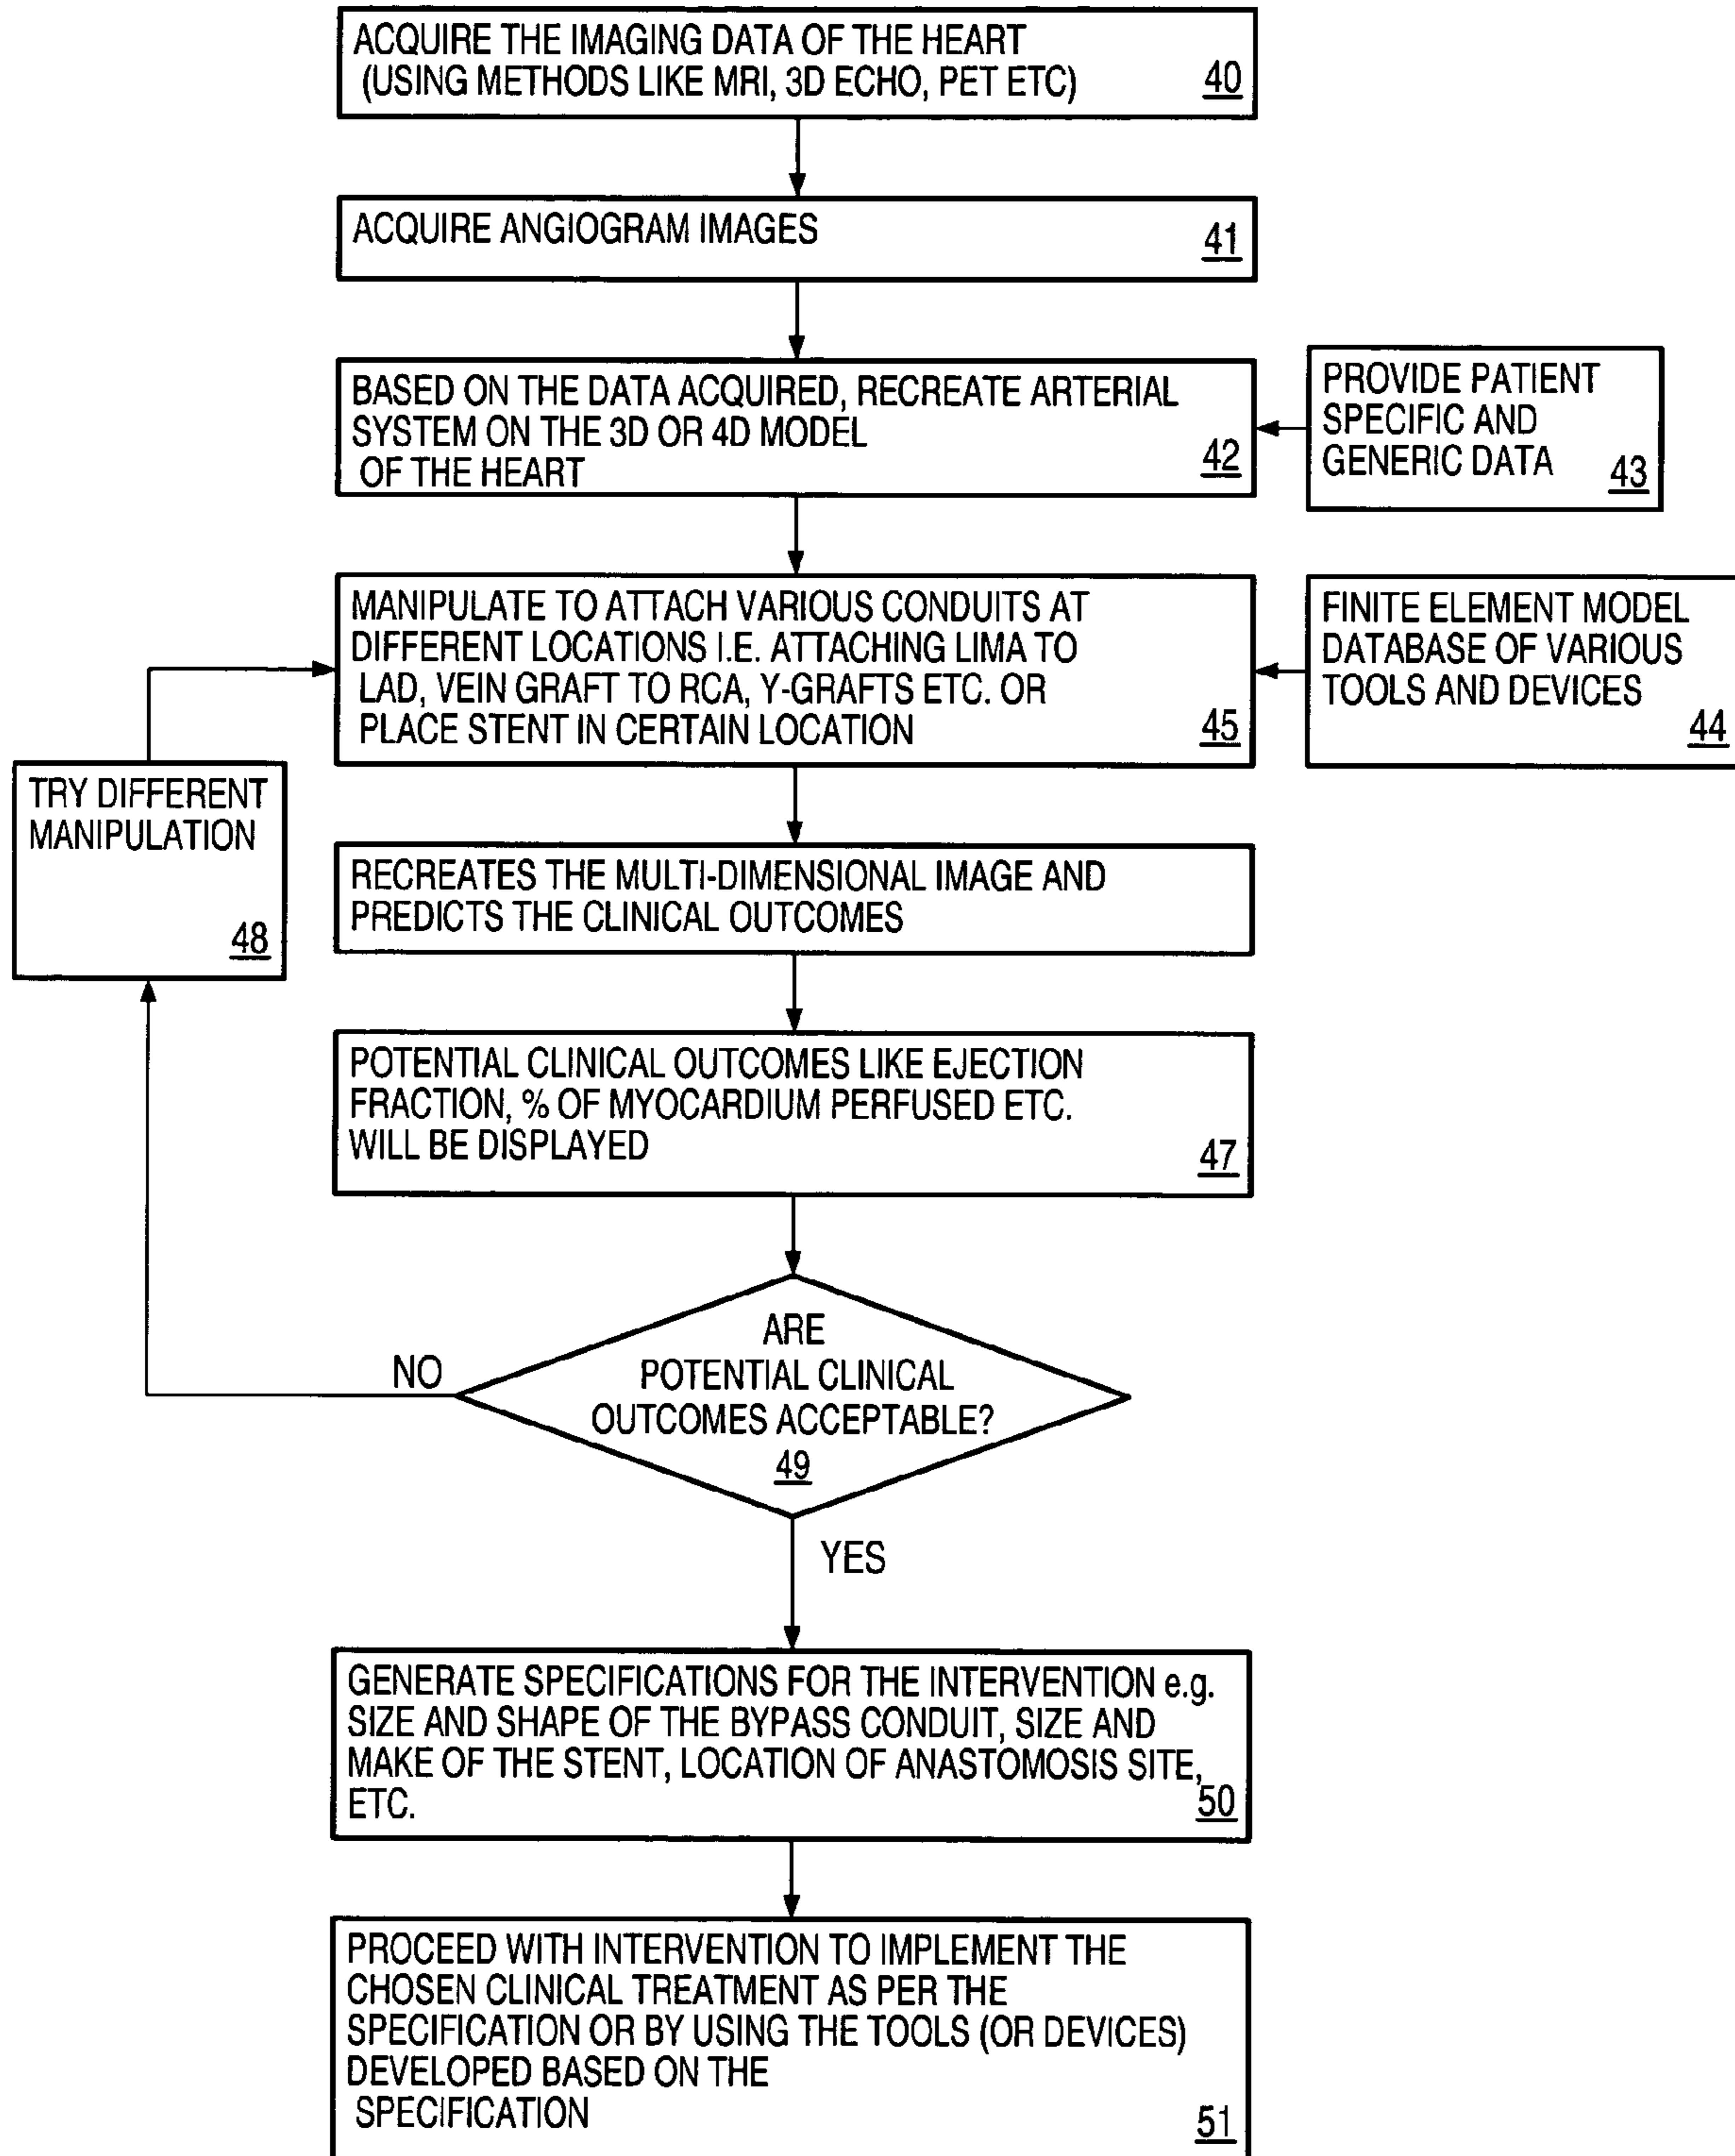 ACQUIRE THE IMAGING DATA OF THE HEART
(USING METHODS LIKE MRI, 3D ECHO, PET ETC)
40
ACQUIRE ANGIOGRAM IMAGES
41
BASED ON THE DATA ACQUIRED, RECREATE ARTERIAL
SYSTEM ON THE 3D OR 4D MODEL
OF THE HEART
42
PROVIDE PATIENT
SPECIFIC AND
GENERIC DATA
43
MANIPULATE TO ATTACH VARIOUS CONDUITS AT
DIFFERENT LOCATIONS I.E. ATTACHING LIMA TO
LAD, VEIN GRAFT TO RCA, Y-GRAFTS ETC. OR
PLACE STENT IN CERTAIN LOCATION
45
FINITE ELEMENT MODEL
DATABASE OF VARIOUS
TOOLS AND DEVICES
44
TRY DIFFERENT
MANIPULATION
48
RECREATES THE MULTI-DIMENSIONAL IMAGE AND
PREDICTS THE CLINICAL OUTCOMES
POTENTIAL CLINICAL OUTCOMES LIKE EJECTION
FRACTION, % OF MYOCARDIUM PERFUSED ETC.
WILL BE DISPLAYED
47
ARE
POTENTIAL CLINICAL
OUTCOMES ACCEPTABLE?
49
NO
YES
GENERATE SPECIFICATIONS FOR THE INTERVENTION e.g.
SIZE AND SHAPE OF THE BYPASS CONDUIT, SIZE AND
MAKE OF THE STENT, LOCATION OF ANASTOMOSIS SITE,
ETC.
50
PROCEED WITH INTERVENTION TO IMPLEMENT THE
CHOSEN CLINICAL TREATMENT AS PER THE
SPECIFICATION OR BY USING THE TOOLS (OR DEVICES)
DEVELOPED BASED ON THE
SPECIFICATION
51